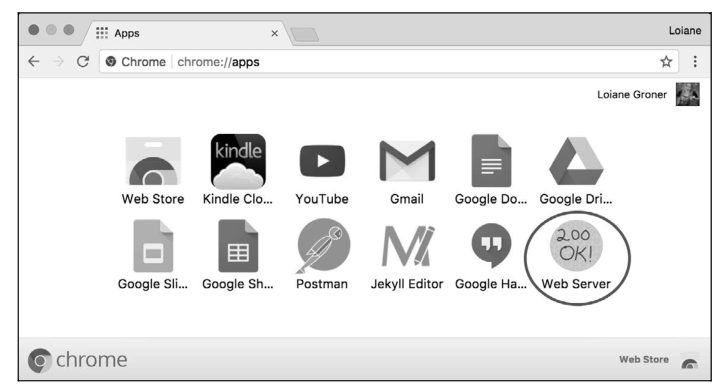 Apps
Loiane
Chrome chrome://apps
Loiane Groner
kindle
Web Store Kindle Clo... YouTube Gmail Google Do... Google Dri...
200
OK!
Google Sli... Google Sh... Postman Jekyll Editor Google Ha... Web Server
chrome
Web Store